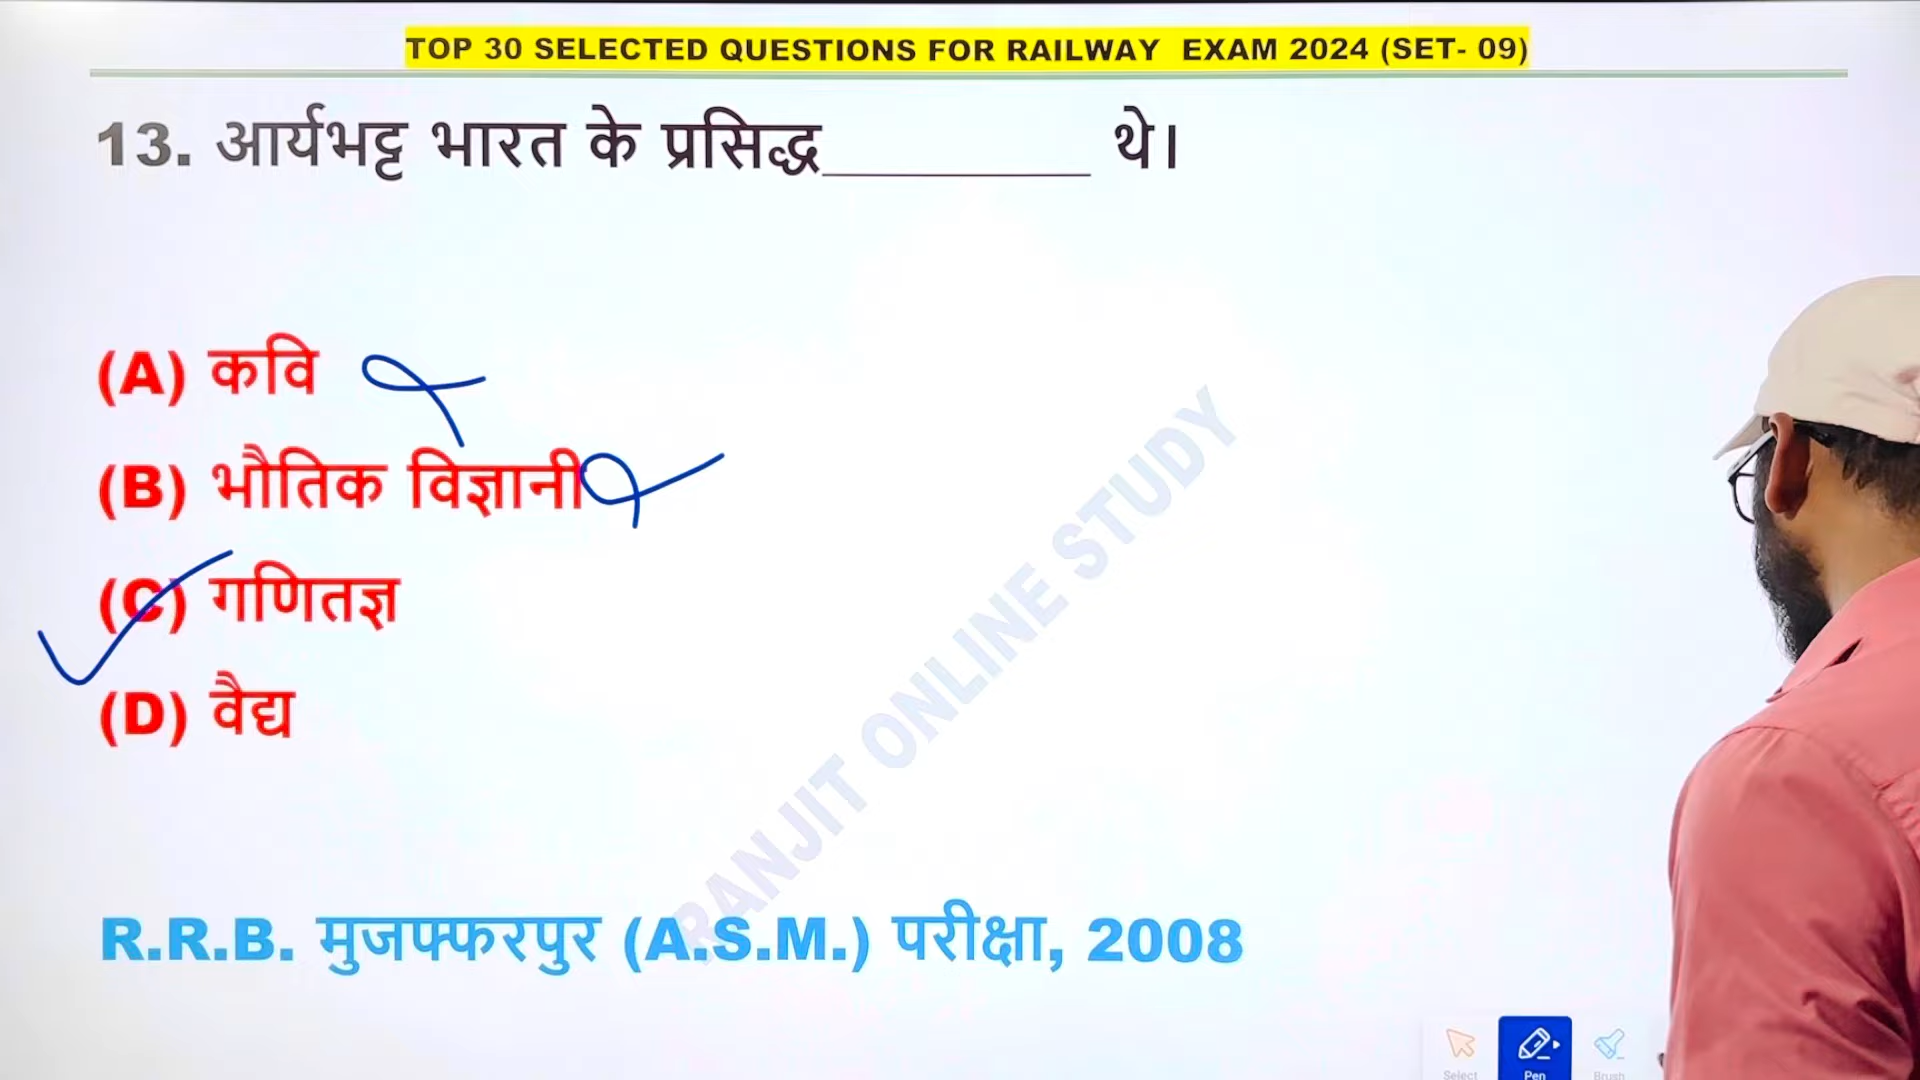 TOP 30 SELECTED QUESTIONS FOR RAILWAY EXAM 2024 (SET- 09)
13. आर्यभट्ट भारत के प्रसिद्ध__________ थे।
(A) कवि
(B) भौतिक विज्ञानी
(C) गणितज्ञ
(D) वैद्य
RANJIT ONLINE STUDY
R.R.B. मुजफ्फरपुर (A.S.M.) परीक्षा, 2008
Select Pen Brush